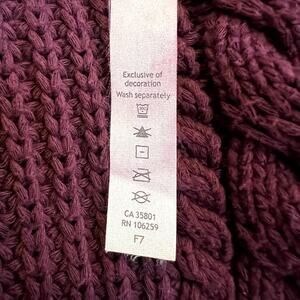 Exclusive of
decoration
Wash separately
CA 35801
RN 106259
F7